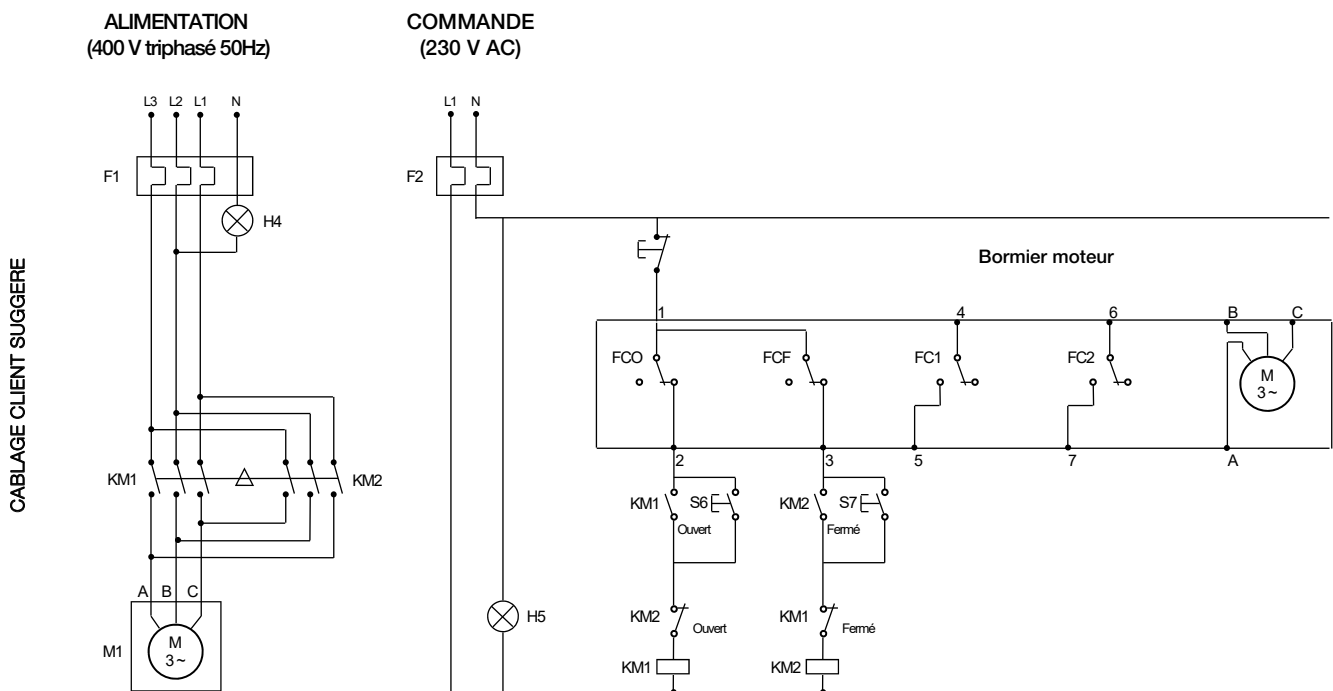 ALIMENTATION
(400 V triphasé 50Hz)
COMMANDE
(230 V AC)
L3 L2 L1 N
L1 N
F1
F2
H4
CABLAGE CLIENT SUGGERE
Bormier moteur
1 4 6 B C
FCO FCF FC1 FC2
M
3~
2 3 5 7 A
KM1 KM2
KM1 S6 KM2 S7
Ouvert Fermé
A B C
H5
KM2 Ouvert KM1 Fermé
M1
M
3~
KM1 KM2